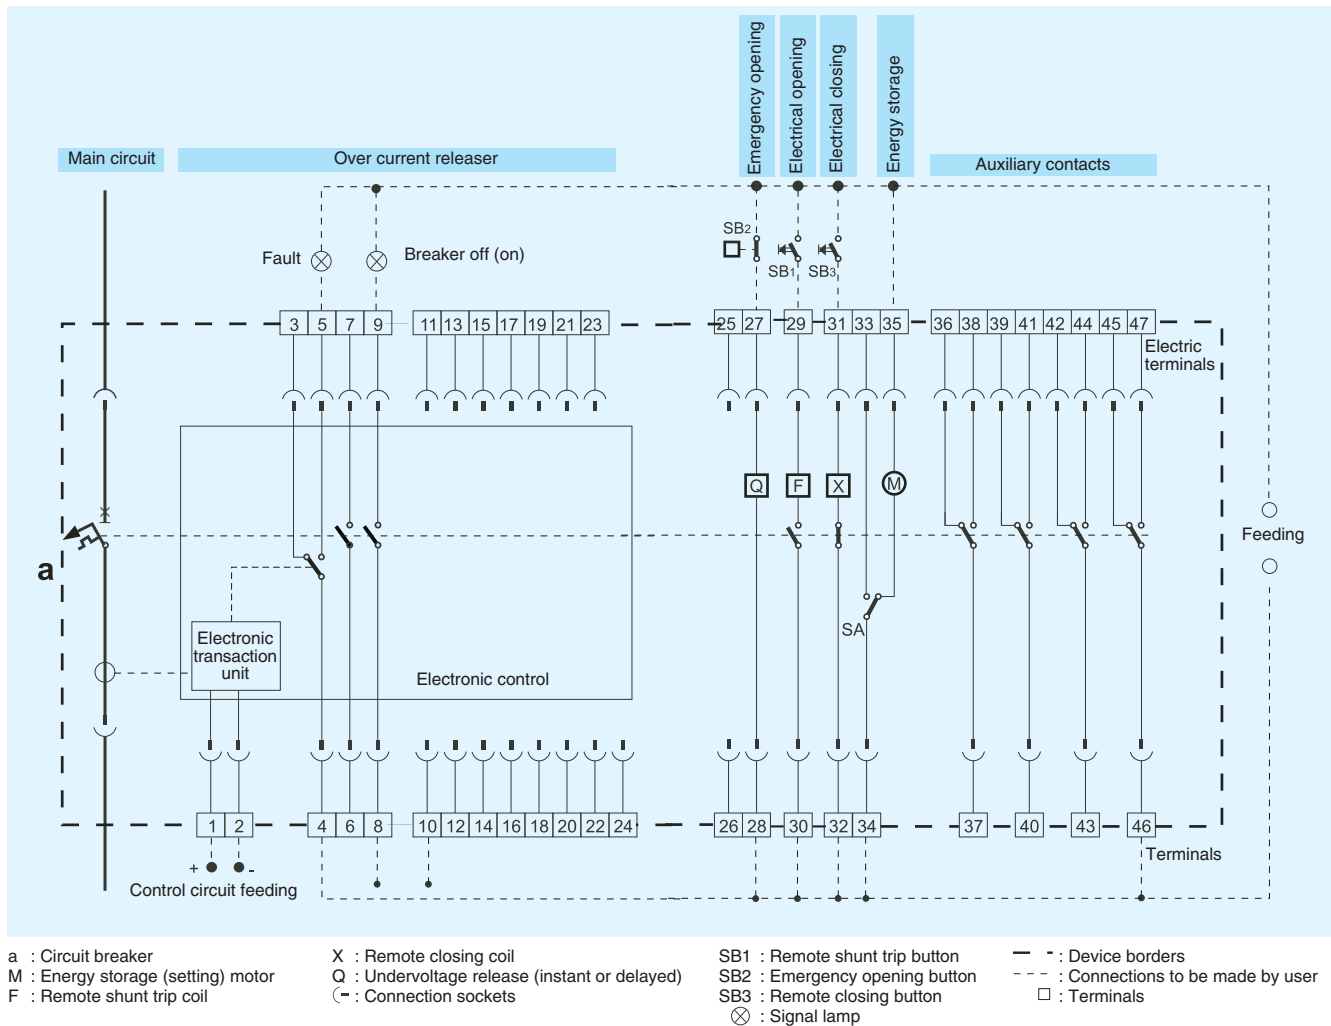 Emergency opening
Electrical opening
Electrical closing
Energy storage
Main circuit
Over current releaser
Auxiliary contacts
SB2
Fault
Breaker off (on)
SB1
SB3
3 5 7 9 11 13 15 17 19 21 23 25 27 29 31 33 35 36 38 39 41 42 44 45 47
Electric
terminals
Q F X M
Feeding
a
SA
Electronic
transaction
unit
Electronic control
1 2 4 6 8 10 12 14 16 18 20 22 24 26 28 30 32 34 37 40 43 46
Terminals
+ -
Control circuit feeding
a : Circuit breaker
M : Energy storage (setting) motor
F : Remote shunt trip coil
X : Remote closing coil
Q : Undervoltage release (instant or delayed)
: Connection sockets
SB1 : Remote shunt trip button
SB2 : Emergency opening button
SB3 : Remote closing button
: Signal lamp
: Device borders
: Connections to be made by user
: Terminals